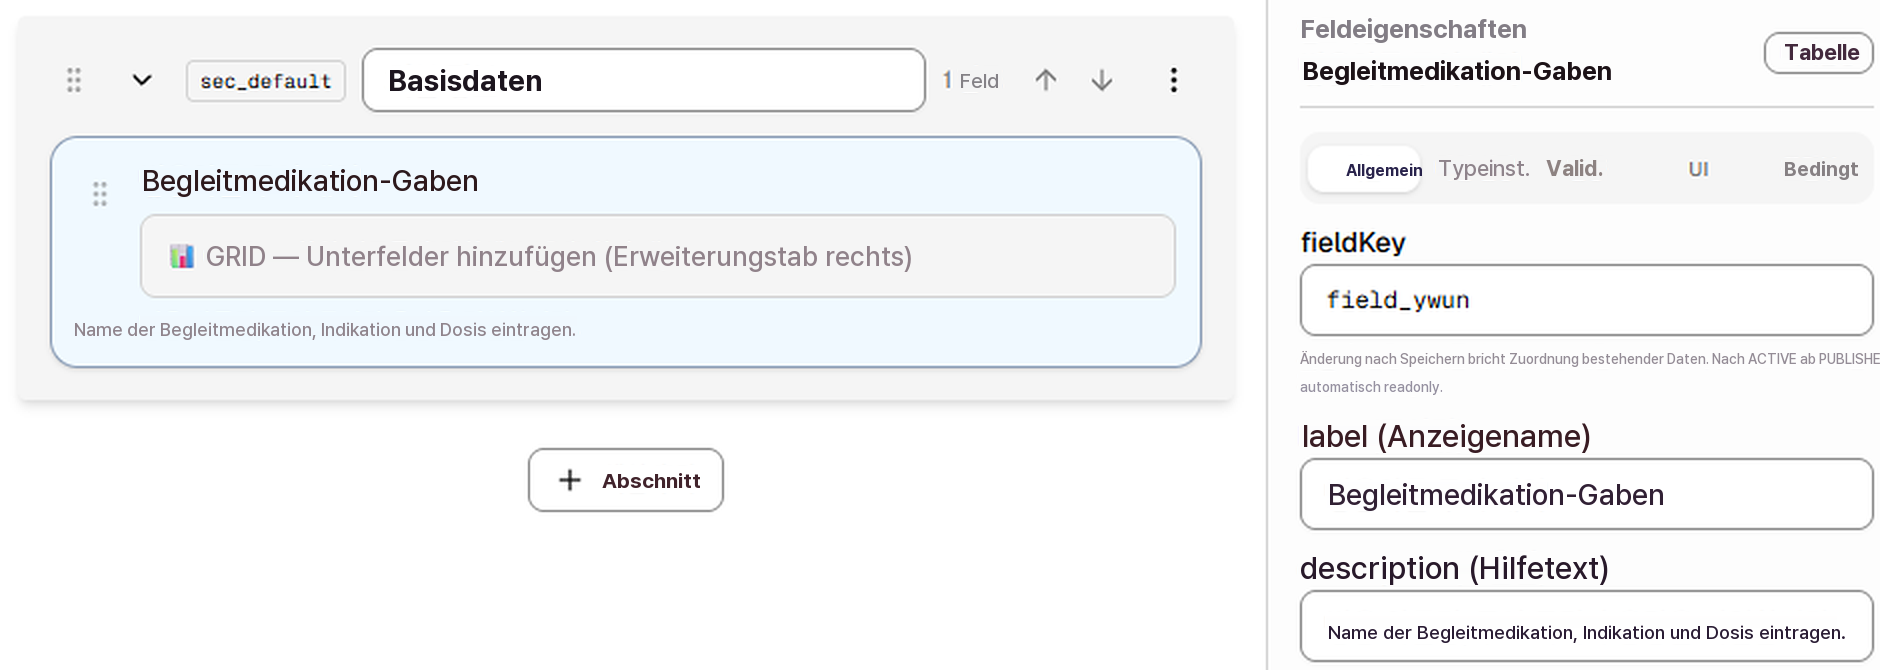 sec_default
Basisdaten
1 Feld
Begleitmedikation-Gaben
GRID — Unterfelder hinzufügen (Erweiterungstab rechts)
Name der Begleitmedikation, Indikation und Dosis eintragen.
Abschnitt
Feldeigenschaften
Begleitmedikation-Gaben
Tabelle
Allgemein Typeinst. Valid. UI Bedingt
fieldKey
field_ywun
Änderung nach Speichern bricht Zuordnung bestehender Daten. Nach ACTIVE ab PUBLISHE
automatisch readonly.
label (Anzeigename)
Begleitmedikation-Gaben
description (Hilfetext)
Name der Begleitmedikation, Indikation und Dosis eintragen.